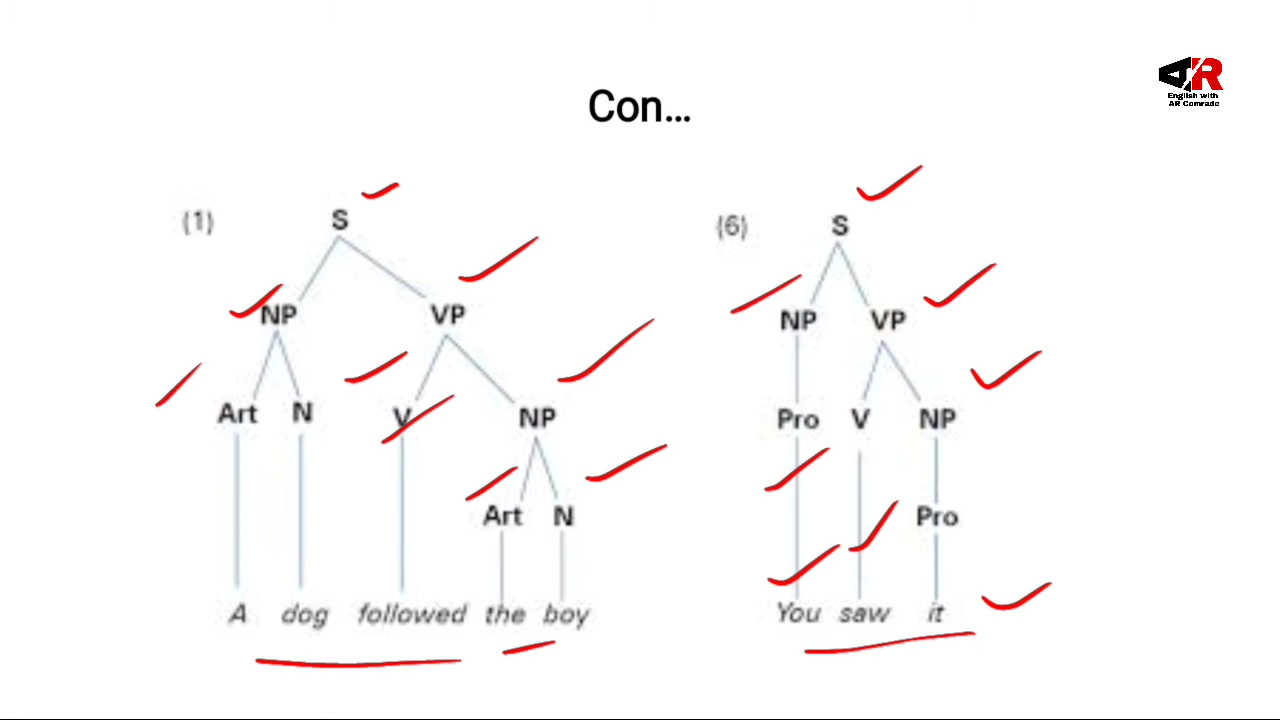 AR
English with
AR Comrade
Con...
(1)
S
NP VP
Art N V NP
Art N
A dog followed the boy
(6)
S
NP VP
Pro V NP
Pro
You saw it